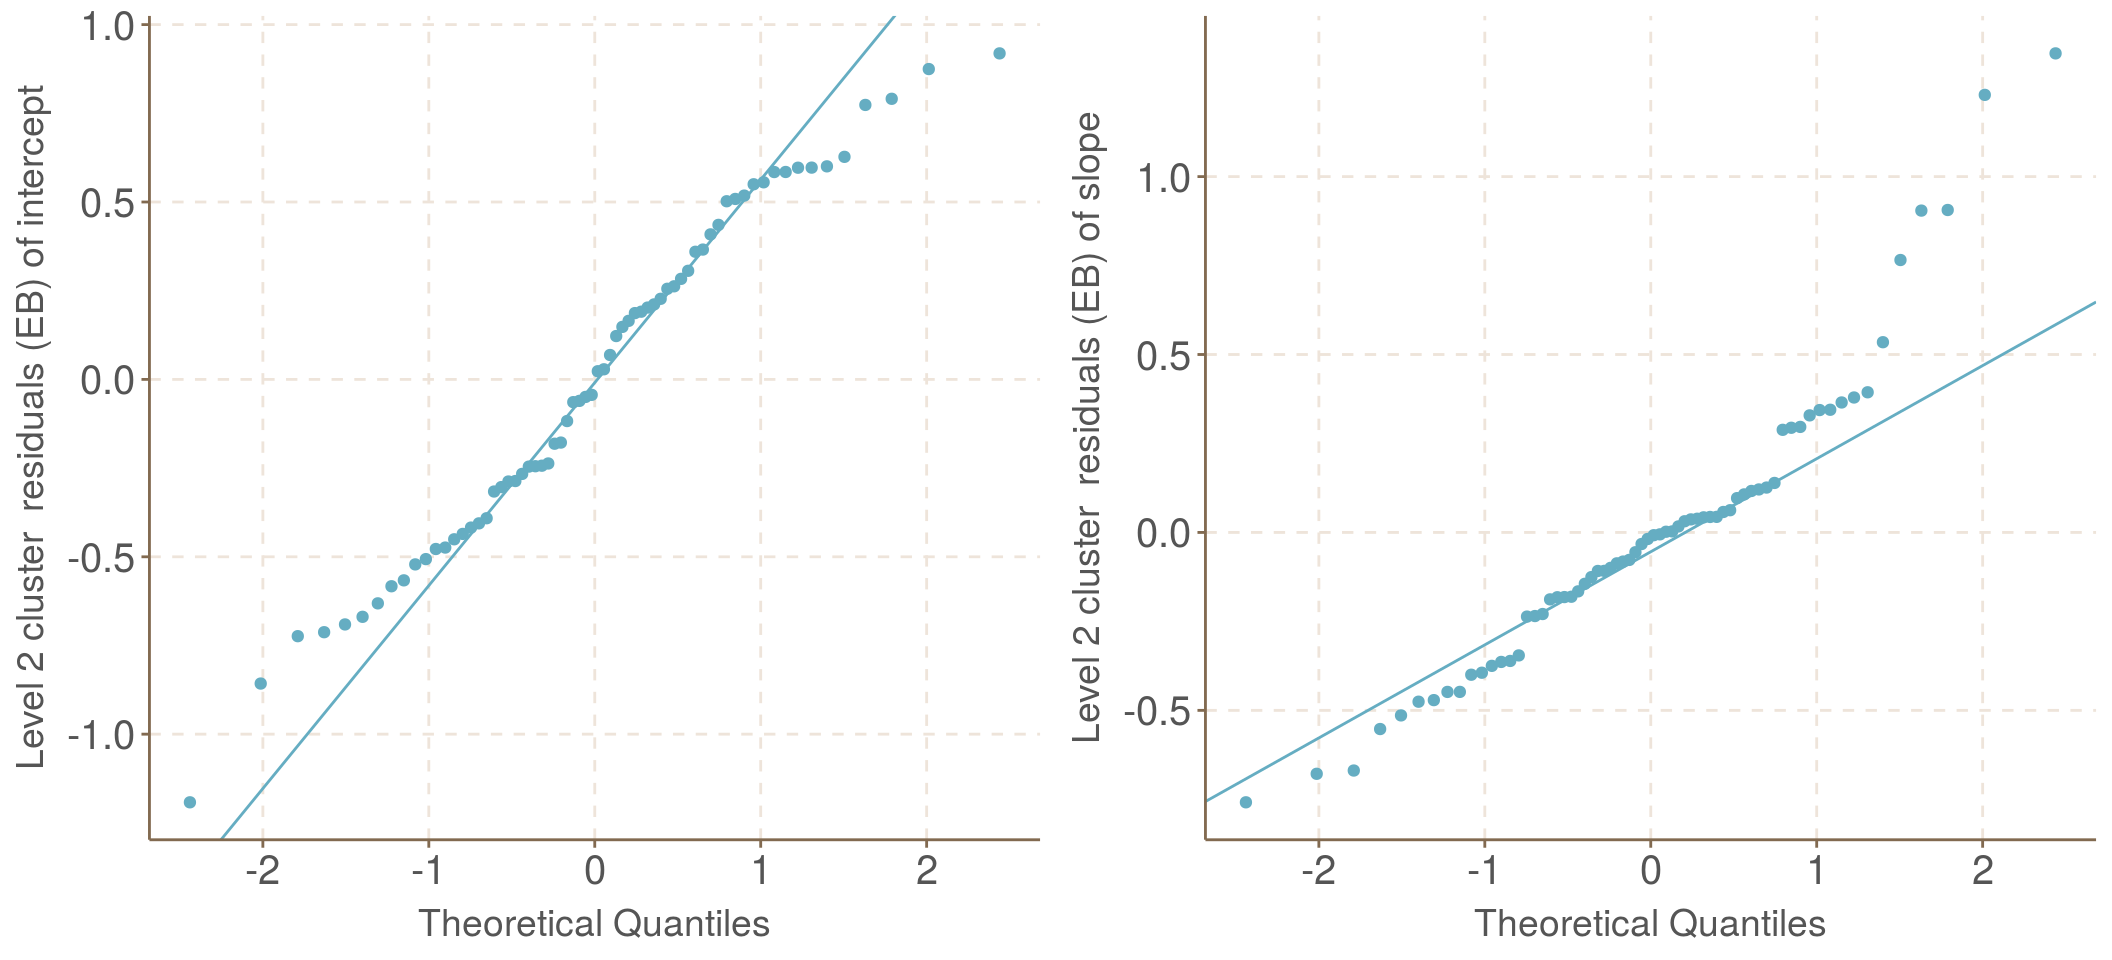 Level 2 cluster  residuals (EB) of intercept
1.0
0.5
0.0
-0.5
-1.0
-2 -1 0 1 2
Theoretical Quantiles
Level 2 cluster  residuals (EB) of slope
1.0
0.5
0.0
-0.5
-2 -1 0 1 2
Theoretical Quantiles